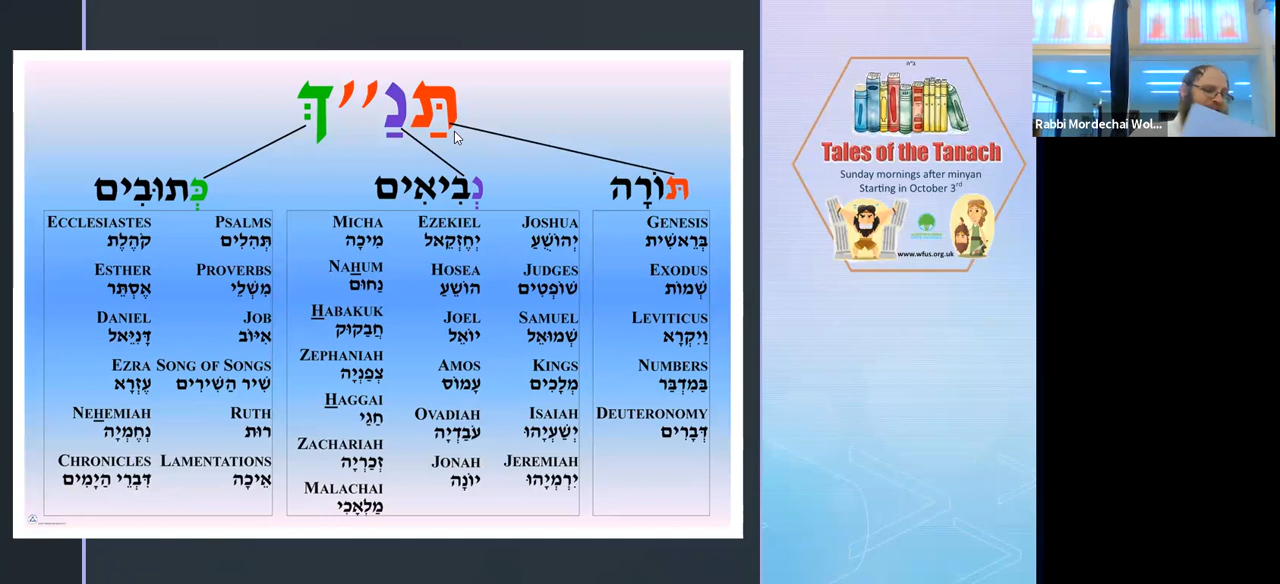 תַּנַ״ךְּ
תּוֹרָה
GENESIS
בְּרֵאשִׁית
EXODUS
שְׁמוֹת
LEVITICUS
וַיִּקְרָא
NUMBERS
בַּמִדְבַּר
DEUTERONOMY
דְּבָרִים
נְבִיאִים
JOSHUA
יְהוֹשֻׁעַ
JUDGES
שׁוֹפְטִים
SAMUEL
שְׁמוּאֵל
KINGS
מְלָכִים
ISAIAH
יְשַׁעְיָהוּ
JEREMIAH
יִרְמְיָהוּ
EZEKIEL
יְחֶזְקֵאל
HOSEA
הוֹשֵׁעַ
JOEL
יוֹאֵל
AMOS
עָמוֹס
OVADIAH
עֹבַדְיָה
JONAH
יוֹנָה
MICHA
מִיכָה
NAHUM
נַחוּם
HABAKUK
חֲבַקּוּק
ZEPHANIAH
צְפַנְיָה
HAGGAI
חַגַי
ZACHARIAH
זְכַרְיָה
MALACHAI
מַלְאָכִי
כְּתוּבִים
PSALMS
תְּהִלִים
PROVERBS
מִשְׁלֵי
JOB
אִיּוֹב
SONG OF SONGS
שִׁיר הַשִׁירִים
RUTH
רוּת
LAMENTATIONS
אֵיכָה
ECCLESIASTES
קֹהֶלֶת
ESTHER
אֶסְתֵּר
DANIEL
דָּנִיֵּאל
EZRA
עֶזְרָא
NEHEMIAH
נְחֶמְיָה
CHRONICLES
דִּבְרֵי הַיָמִים
ב״ה
Tales of the Tanach
Sunday mornings after minyan
Starting in October 3rd
www.wfus.org.uk
Rabbi Mordechai Wol...